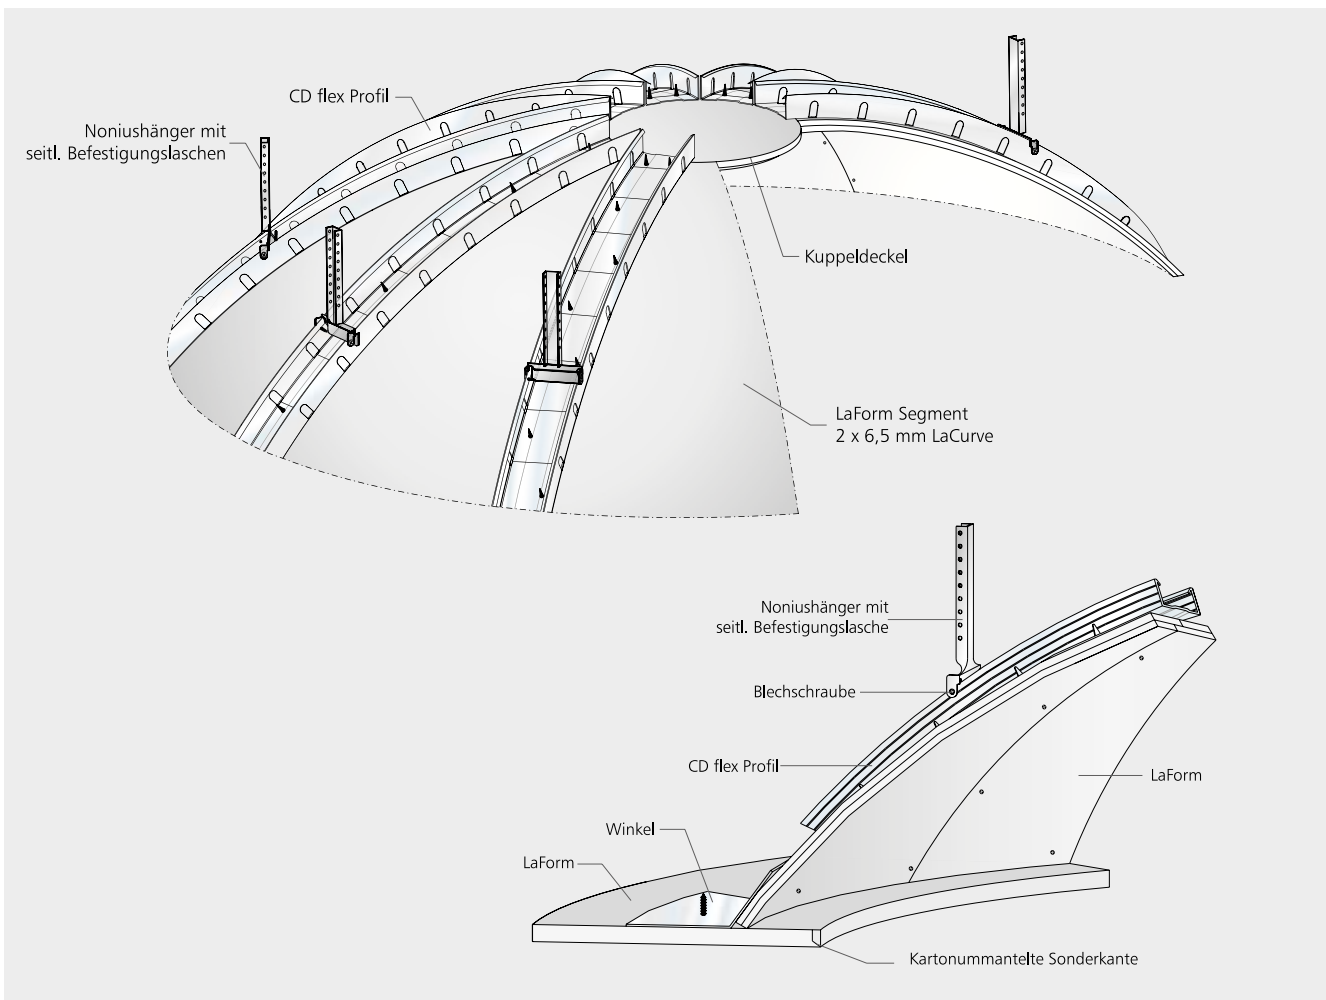 CD flex Profil
Noniushänger mit
seitl. Befestigungslaschen
Kuppeldeckel
LaForm Segment
2 x 6,5 mm LaCurve
Noniushänger mit
seitl. Befestigungslasche
Blechschraube
CD flex Profil
LaForm
Winkel
LaForm
Kartonummantelte Sonderkante